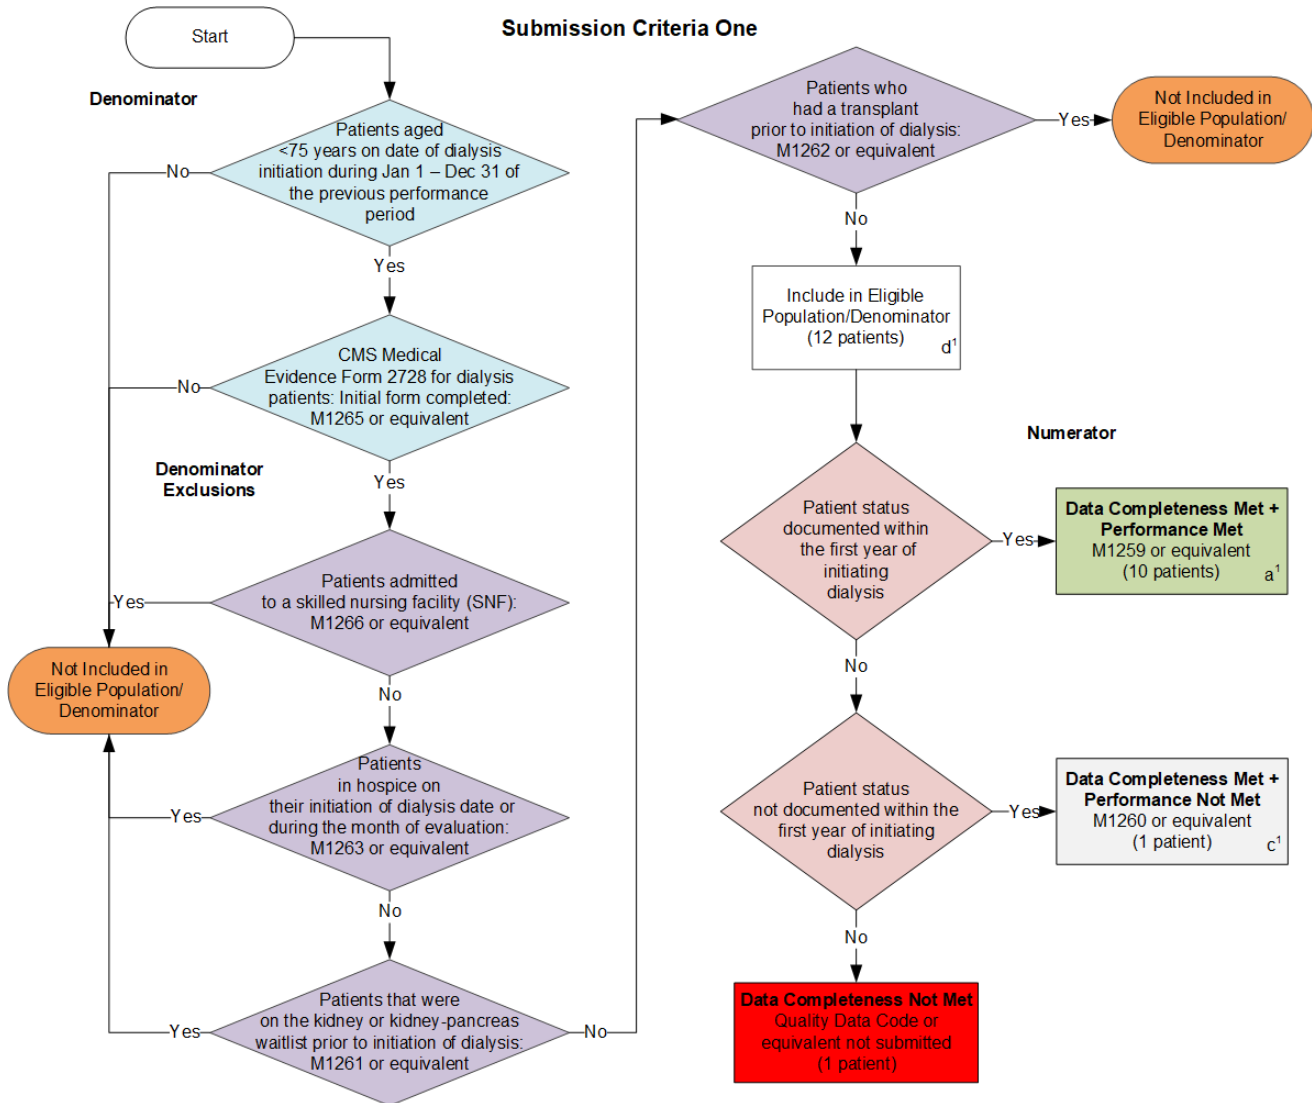 Submission Criteria One
Start
Denominator
Patients aged
<75 years on date of dialysis
initiation during Jan 1 – Dec 31 of
the previous performance
period
No
Yes
CMS Medical
Evidence Form 2728 for dialysis
patients: Initial form completed:
M1265 or equivalent
No
Yes
Denominator
Exclusions
Patients admitted
to a skilled nursing facility (SNF):
M1266 or equivalent
Yes
No
Not Included in
Eligible Population/
Denominator
Patients
in hospice on
their initiation of dialysis date or
during the month of evaluation:
M1263 or equivalent
Yes
No
Patients that were
on the kidney or kidney-pancreas
waitlist prior to initiation of dialysis:
M1261 or equivalent
Yes
No
Patients who
had a transplant
prior to initiation of dialysis:
M1262 or equivalent
Yes
Not Included in
Eligible Population/
Denominator
No
Include in Eligible
Population/Denominator
(12 patients)
d¹
Numerator
Patient status
documented within
the first year of
initiating
dialysis
Yes
Data Completeness Met +
Performance Met
M1259 or equivalent
(10 patients)
a¹
No
Patient status
not documented within the
first year of initiating
dialysis
Yes
Data Completeness Met +
Performance Not Met
M1260 or equivalent
(1 patient)
c¹
No
Data Completeness Not Met
Quality Data Code or
equivalent not submitted
(1 patient)